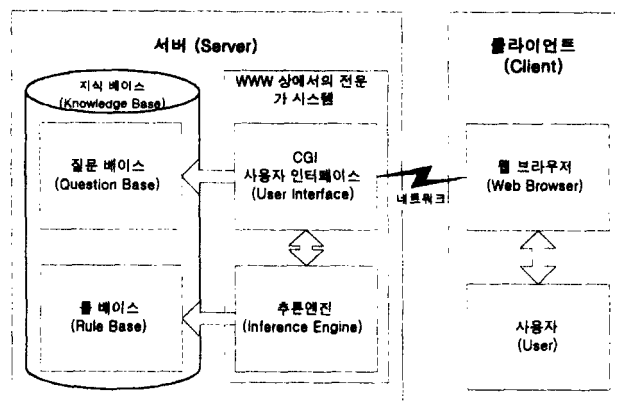 서버 (Server)
클라이언트
(Client)
지식 베이스
(Knowledge Base)
WWW 상에서의 전문
가 시스템
질문 베이스
(Question Base)
CGI
사용자 인터페이스
(User Interface)
네트워크
웹 브라우저
(Web Browser)
룰 베이스
(Rule Base)
추론엔진
(Inference Engine)
사용자
(User)